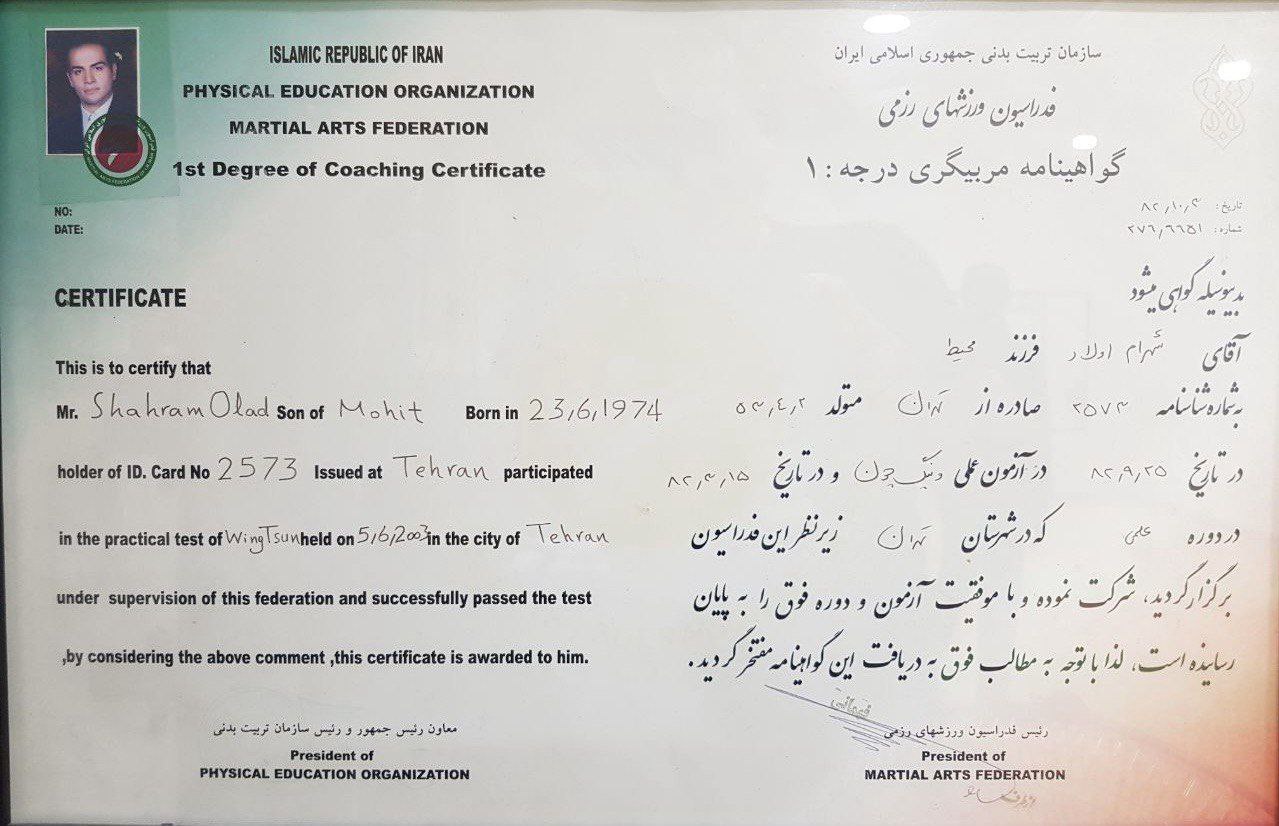 ISLAMIC REPUBLIC OF IRAN
PHYSICAL EDUCATION ORGANIZATION
MARTIAL ARTS FEDERATION
1st Degree of Coaching Certificate
NO:
DATE:
CERTIFICATE
This is to certify that
Mr. Shahram Olad Son of Mohit Born in 23,6,1974
holder of ID. Card No 2573 Issued at Tehran participated
in the practical test of WingTsun held on 5,6,2003 in the city of Tehran
under supervision of this federation and successfully passed the test
,by considering the above comment ,this certificate is awarded to him.
سازمان تربیت بدنی جمهوری اسلامی ایران
فدراسیون ورزشهای رزمی
گواهینامه مربیگری درجه : ۱
تاریخ: ۸۲,۱۰,۳
شماره: ۲۷۶,۶۶۵۱
بدینوسیله گواهی میشود
آقای شهرام اولاد فرزند محیط
به شماره شناسنامه ۲۵۷۳ صادره از تهران متولد ۵۳,۴,۲
در تاریخ ۸۲,۹,۲۵ در آزمون عملی وینگ چون و در تاریخ ۸۲,۳,۱۵
در دوره علمی که در شهرستان تهران زیر نظر این فدراسیون
برگزار گردید، شرکت نموده و با موفقیت آزمون و دوره فوق را به پایان
رسانیده است، لذا با توجه به مطالب فوق به دریافت این گواهینامه مفتخر گردید.
معاون رئیس جمهور و رئیس سازمان تربیت بدنی
President of
PHYSICAL EDUCATION ORGANIZATION
رئیس فدراسیون ورزشهای رزمی
President of
MARTIAL ARTS FEDERATION